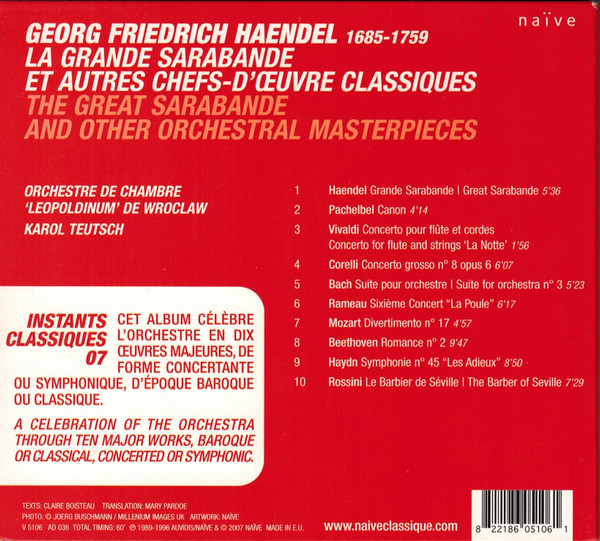 GEORG FRIEDRICH HAENDEL 1685-1759
naïve
LA GRANDE SARABANDE
ET AUTRES CHEFS-D'ŒUVRE CLASSIQUES
THE GREAT SARABANDE
AND OTHER ORCHESTRAL MASTERPIECES
ORCHESTRE DE CHAMBRE
'LEOPOLDINUM' DE WROCLAW
KAROL TEUTSCH
1 Haendel Grande Sarabande | Great Sarabande 5'36
2 Pachelbel Canon 4'14
3 Vivaldi Concerto pour flûte et cordes
Concerto for flute and strings 'La Notte' 1'56
4 Corelli Concerto grosso n° 8 opus 6 6'07
5 Bach Suite pour orchestre | Suite for orchestra n° 3 5'23
6 Rameau Sixième Concert "La Poule" 6'17
7 Mozart Divertimento n° 17 4'57
8 Beethoven Romance n° 2 9'47
9 Haydn Symphonie n° 45 "Les Adieux" 8'50
10 Rossini Le Barbier de Séville | The Barber of Seville 7'29
INSTANTS
CLASSIQUES
07
CET ALBUM CÉLÈBRE
L'ORCHESTRE EN DIX
ŒUVRES MAJEURES, DE
FORME CONCERTANTE
OU SYMPHONIQUE, D'ÉPOQUE BAROQUE
OU CLASSIQUE.
A CELEBRATION OF THE ORCHESTRA
THROUGH TEN MAJOR WORKS, BAROQUE
OR CLASSICAL, CONCERTED OR SYMPHONIC.
TEXTS: CLAIRE BOISTEAU TRANSLATION: MARY PARDOE
PHOTO: © JOERG BUSCHMANN / MILLENIUM IMAGES UK ARTWORK: NAÏVE
V 5106 AD 036 TOTAL TIMING: 60' ℗ 1989-1996 AUVIDIS/NAÏVE & © 2007 NAÏVE MADE IN E.U.
www.naiveclassique.com
8 22186 05106 1